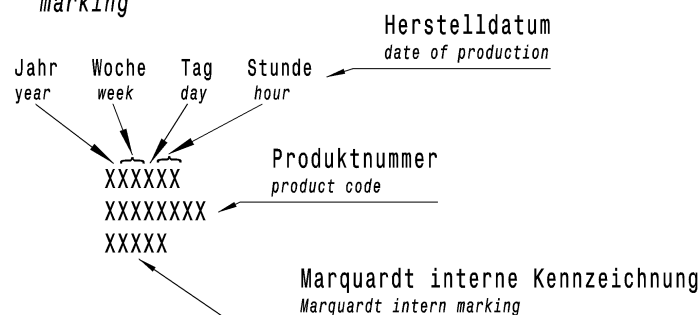 marking
Herstelldatum
date of production
Jahr Woche Tag Stunde
year week day hour
XXXXXX
Produktnummer
product code
XXXXXXXX
XXXXX
Marquardt interne Kennzeichnung
Marquardt intern marking